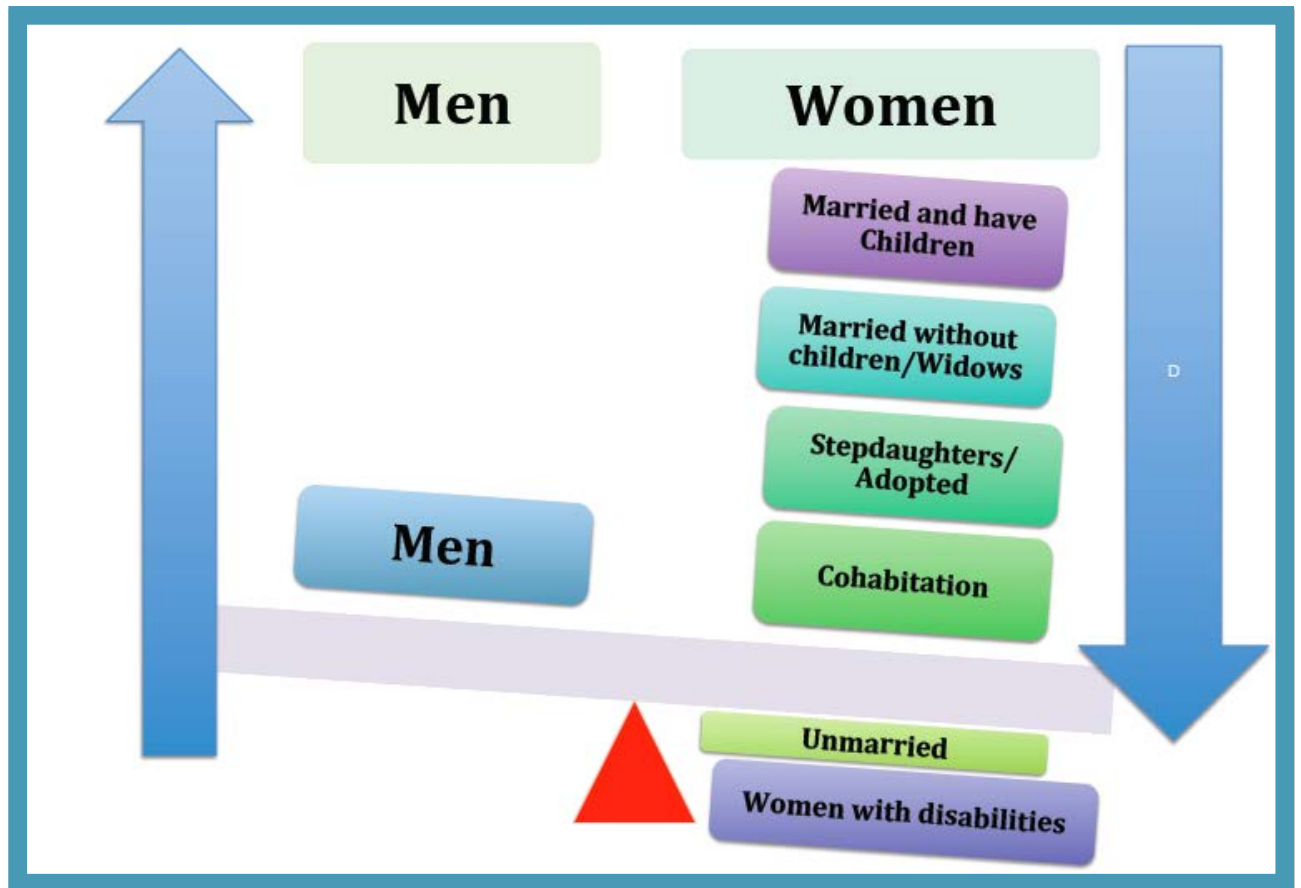 Men
Women
Married and have
Children
Married without
children/Widows
Stepdaughters/
Adopted
D
Men
Cohabitation
Unmarried
Women with disabilities